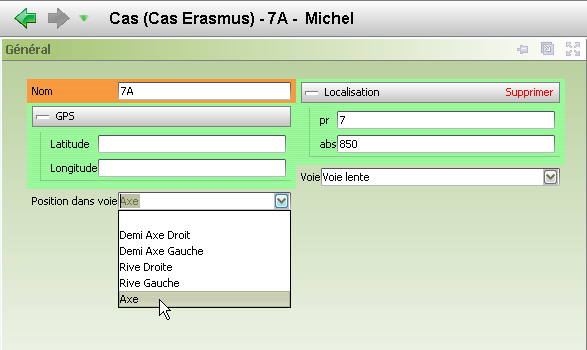 Cas (Cas Erasmus) - 7A - Michel
Général
Nom 7A
GPS
Latitude
Longitude
Localisation Supprimer
pr 7
abs 850
Voie Voie lente
Position dans voie Axe
Demi Axe Droit
Demi Axe Gauche
Rive Droite
Rive Gauche
Axe